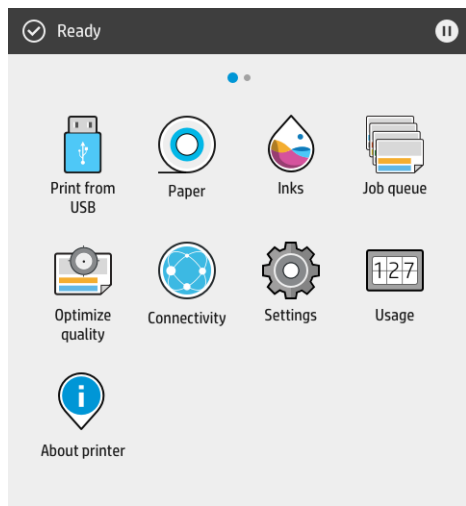 Ready
Print from
USB
Paper
Inks
Job queue
Optimize
quality
Connectivity
Settings
127
Usage
i
About printer